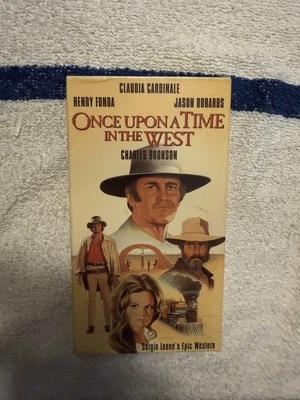 CLAUDIA CARDINALE
HENRY FONDA JASON ROBARDS
ONCE UPON A TIME
IN THE WEST
CHARLES BRONSON
Sergio Leone's Epic Western